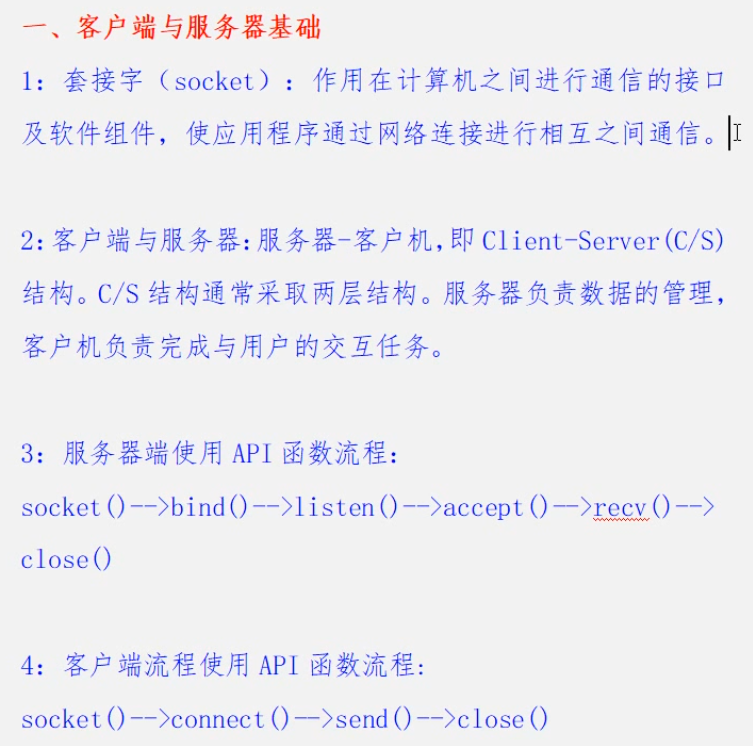 一、客户端与服务器基础
1：套接字（socket）：作用在计算机之间进行通信的接口
及软件组件，使应用程序通过网络连接进行相互之间通信。
2:客户端与服务器:服务器-客户机,即 Client-Server(C/S)
结构。C/S 结构通常采取两层结构。服务器负责数据的管理，
客户机负责完成与用户的交互任务。
3：服务器端使用 API 函数流程：
socket()-->bind()-->listen()-->accept()-->recv()-->
close()
4：客户端流程使用 API 函数流程:
socket()-->connect()-->send()-->close()